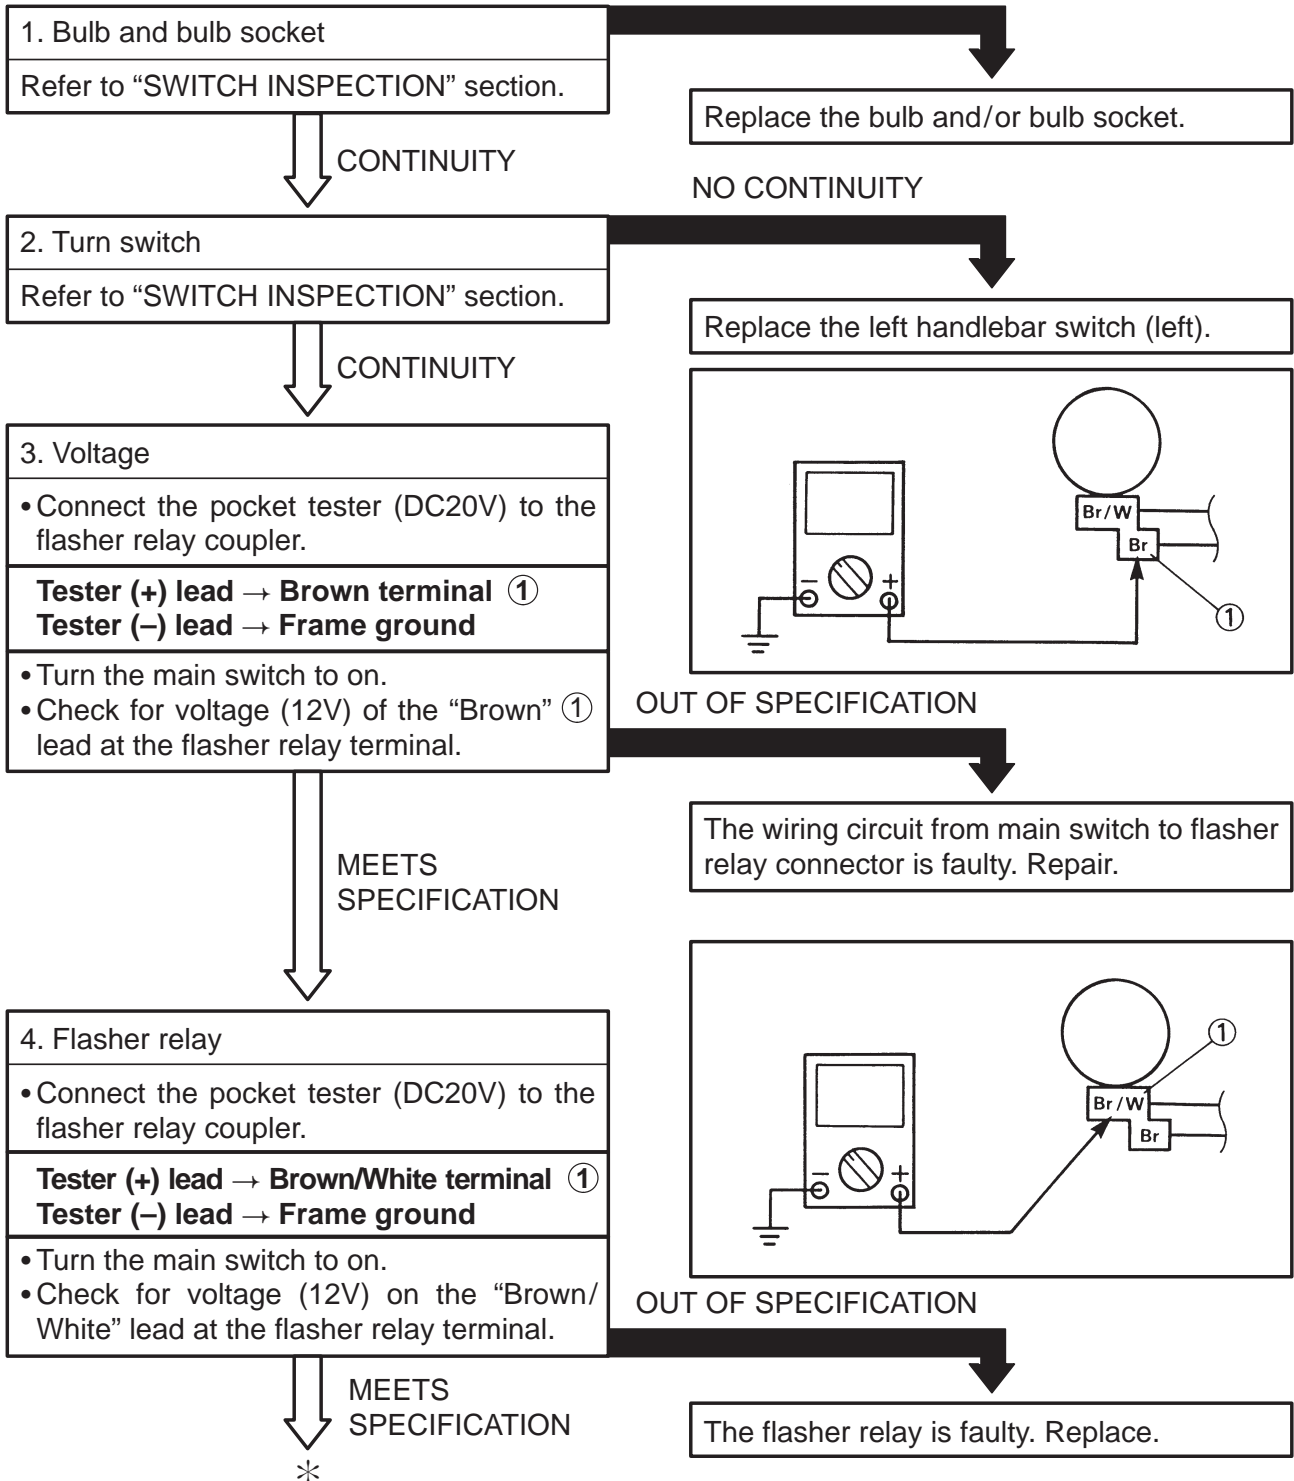 1. Bulb and bulb socket
Refer to “SWITCH INSPECTION” section.
Replace the bulb and/or bulb socket.
CONTINUITY
NO CONTINUITY
2. Turn switch
Refer to “SWITCH INSPECTION” section.
Replace the left handlebar switch (left).
CONTINUITY
3. Voltage
• Connect the pocket tester (DC20V) to the
flasher relay coupler.
Tester (+) lead → Brown terminal ①
Tester (–) lead → Frame ground
• Turn the main switch to on.
• Check for voltage (12V) of the “Brown” ①
lead at the flasher relay terminal.
Br/W
Br
– +
①
OUT OF SPECIFICATION
The wiring circuit from main switch to flasher
relay connector is faulty. Repair.
MEETS
SPECIFICATION
4. Flasher relay
• Connect the pocket tester (DC20V) to the
flasher relay coupler.
Tester (+) lead → Brown/White terminal ①
Tester (–) lead → Frame ground
• Turn the main switch to on.
• Check for voltage (12V) on the “Brown/
White” lead at the flasher relay terminal.
①
Br/W
Br
– +
OUT OF SPECIFICATION
MEETS
SPECIFICATION
The flasher relay is faulty. Replace.
*